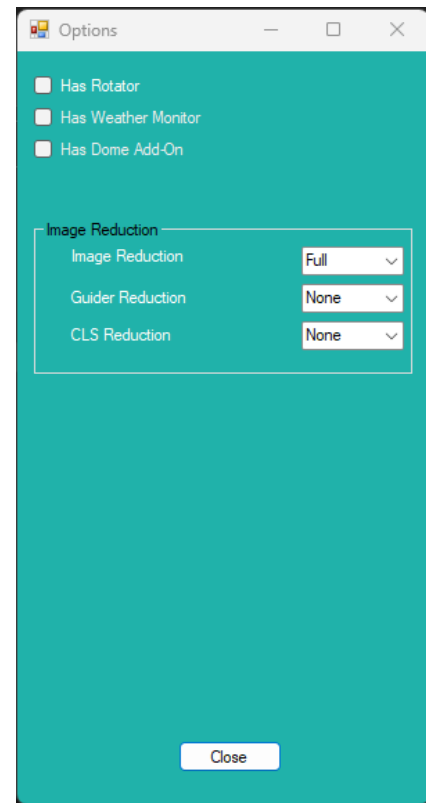 Options
Has Rotator
Has Weather Monitor
Has Dome Add-On
Image Reduction
Image Reduction Full
Guider Reduction None
CLS Reduction None
Close